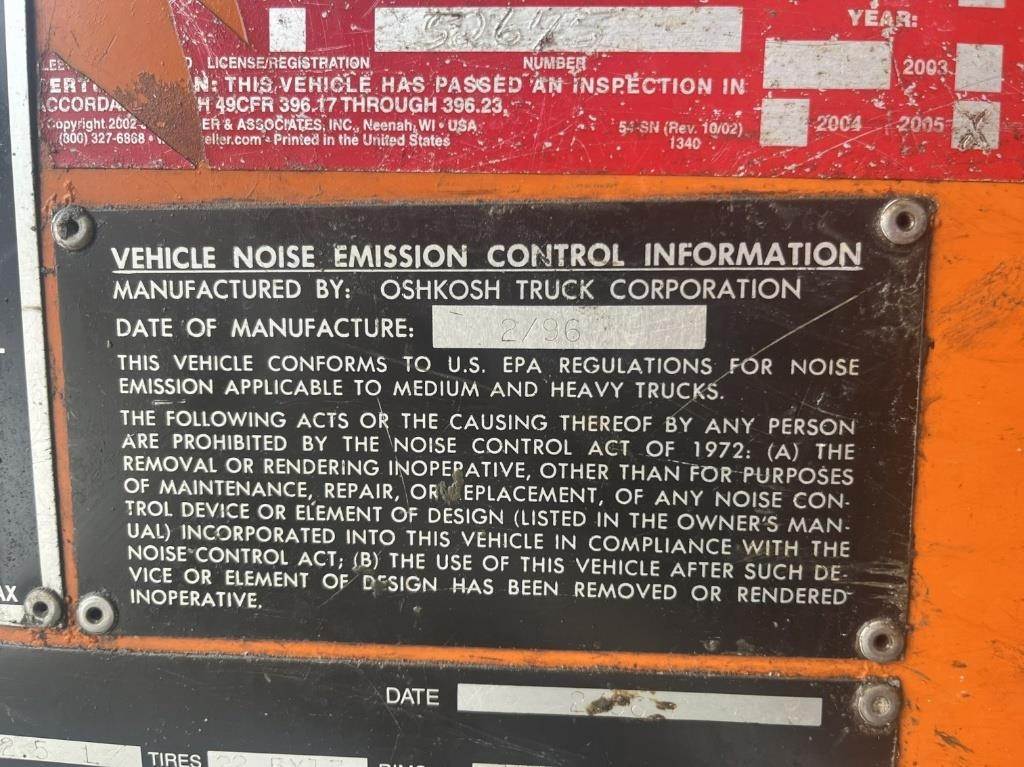 YEAR:
LICENSE/REGISTRATION NUMBER
THIS VEHICLE HAS PASSED AN INSPECTION IN 2003
49CFR 396.17 THROUGH 396.23.
Copyright 2002 & ASSOCIATES, INC., Neenah, WI • USA 54-SN (Rev. 10/02) 2004 2005 X
(800) 327-6868 • Printed in the United States 1340
VEHICLE NOISE EMISSION CONTROL INFORMATION
MANUFACTURED BY: OSHKOSH TRUCK CORPORATION
DATE OF MANUFACTURE: 2/96
THIS VEHICLE CONFORMS TO U.S. EPA REGULATIONS FOR NOISE
EMISSION APPLICABLE TO MEDIUM AND HEAVY TRUCKS.
THE FOLLOWING ACTS OR THE CAUSING THEREOF BY ANY PERSON
ARE PROHIBITED BY THE NOISE CONTROL ACT OF 1972: (A) THE
REMOVAL OR RENDERING INOPERATIVE, OTHER THAN FOR PURPOSES
OF MAINTENANCE, REPAIR, OR REPLACEMENT, OF ANY NOISE CON-
TROL DEVICE OR ELEMENT OF DESIGN (LISTED IN THE OWNER'S MAN-
UAL) INCORPORATED INTO THIS VEHICLE IN COMPLIANCE WITH THE
NOISE CONTROL ACT; (B) THE USE OF THIS VEHICLE AFTER SUCH DE-
VICE OR ELEMENT OF DESIGN HAS BEEN REMOVED OR RENDERED
INOPERATIVE.
DATE
TIRES